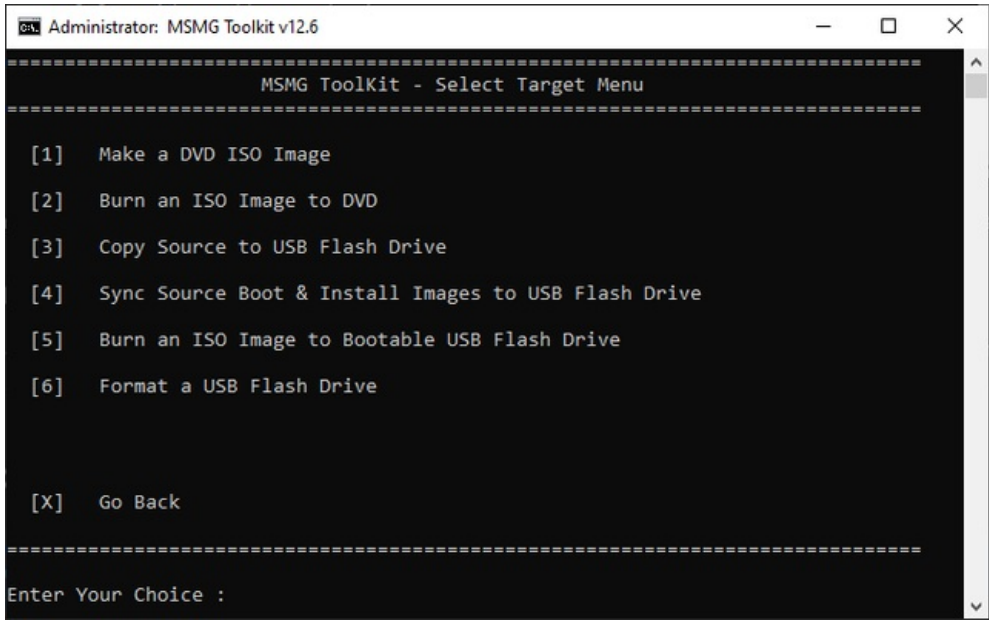 Administrator: MSMG Toolkit v12.6
===============================================================================
MSMG ToolKit - Select Target Menu
===============================================================================
[1] Make a DVD ISO Image
[2] Burn an ISO Image to DVD
[3] Copy Source to USB Flash Drive
[4] Sync Source Boot & Install Images to USB Flash Drive
[5] Burn an ISO Image to Bootable USB Flash Drive
[6] Format a USB Flash Drive
[X] Go Back
===============================================================================
Enter Your Choice :